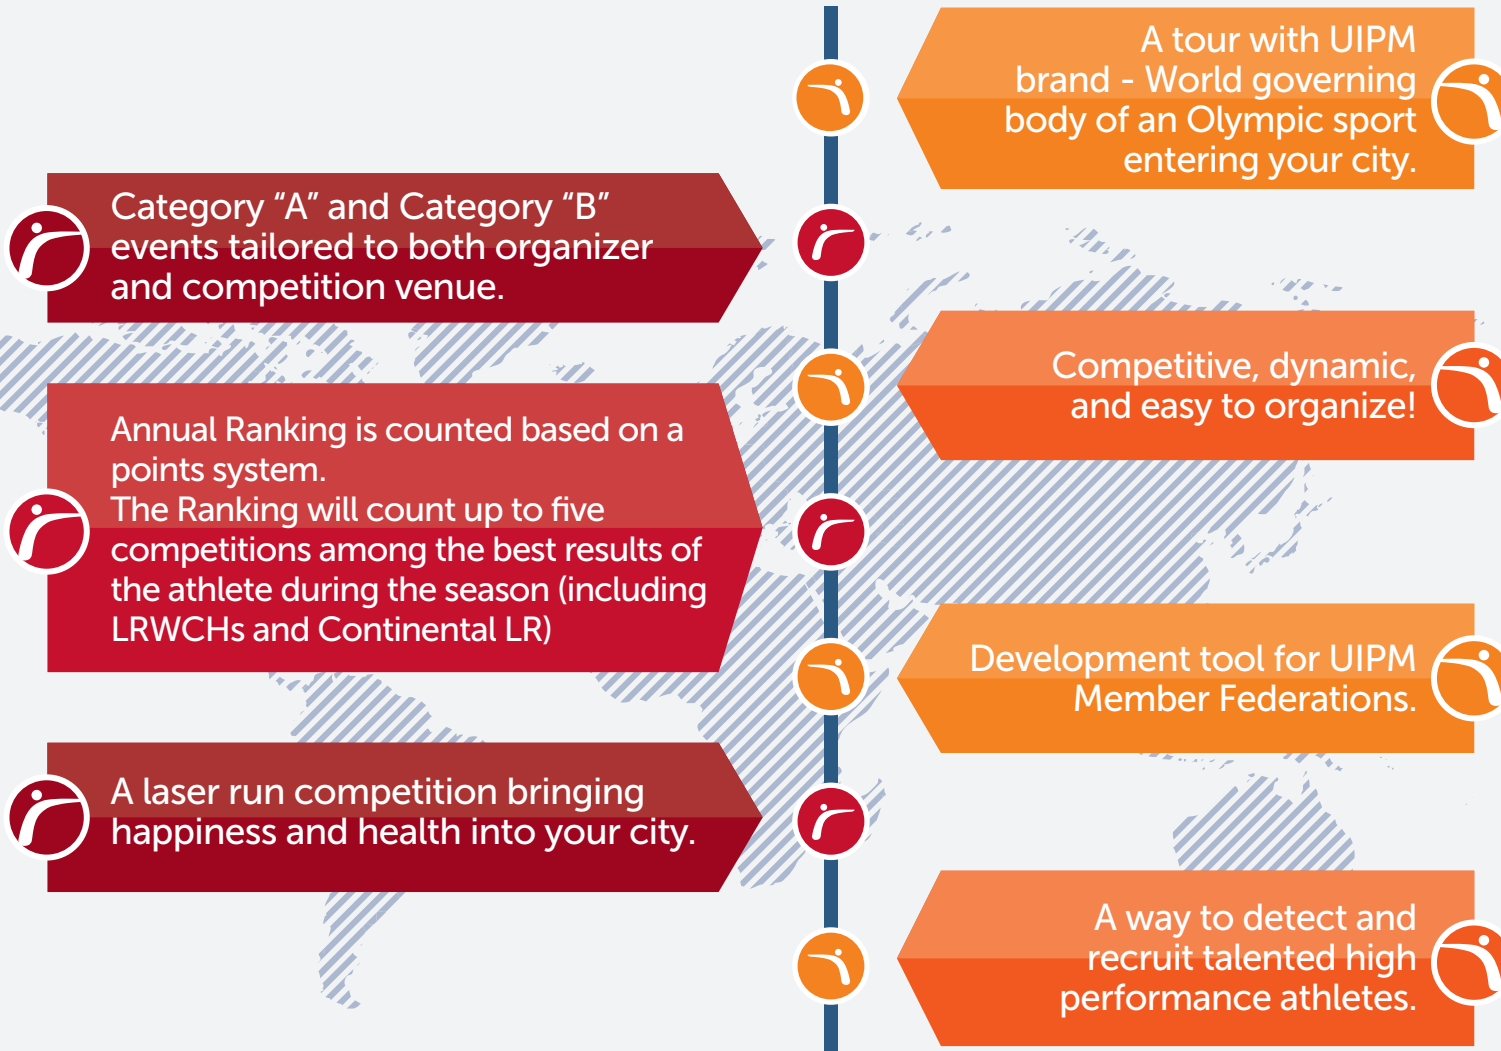 A tour with UIPM
brand - World governing
body of an Olympic sport
entering your city.
Category “A” and Category “B”
events tailored to both organizer
and competition venue.
Competitive, dynamic,
and easy to organize!
Annual Ranking is counted based on a
points system.
The Ranking will count up to five
competitions among the best results of
the athlete during the season (including
LRWCHs and Continental LR)
Development tool for UIPM
Member Federations.
A laser run competition bringing
happiness and health into your city.
A way to detect and
recruit talented high
performance athletes.